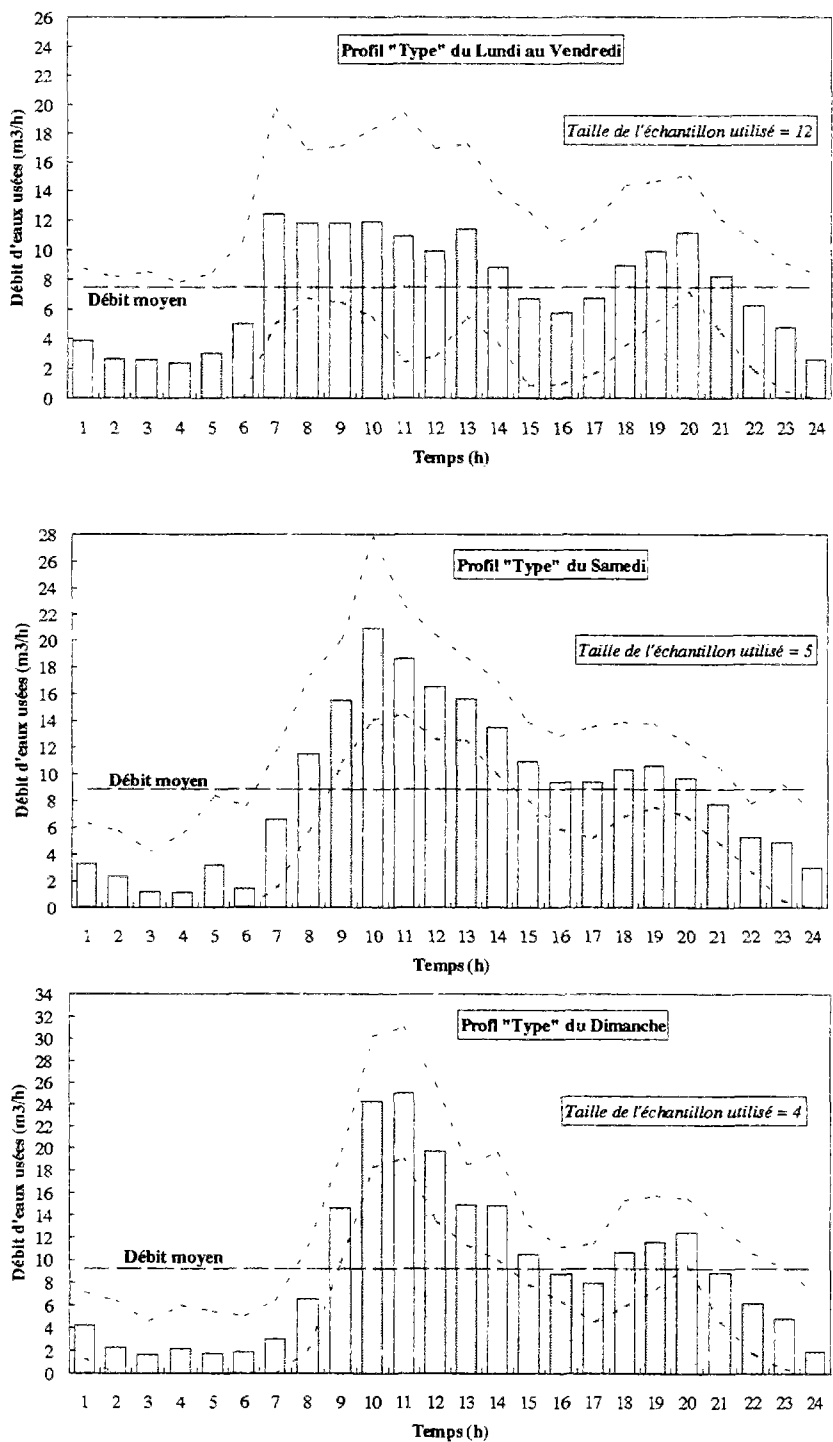 Profil "Type" du Lundi au Vendredi
Taille de l'échantillon utilisé = 12
Débit d'eaux usées (m3/h)
26
24
22
20
18
16
14
12
10
8
6
4
2
0
Débit moyen
1 2 3 4 5 6 7 8 9 10 11 12 13 14 15 16 17 18 19 20 21 22 23 24
Temps (h)
Profil "Type" du Samedi
Taille de l'échantillon utilisé = 5
Débit d'eaux usées (m3/h)
28
26
24
22
20
18
16
14
12
10
8
6
4
2
0
Débit moyen
1 2 3 4 5 6 7 8 9 10 11 12 13 14 15 16 17 18 19 20 21 22 23 24
Temps (h)
Profl "Type" du Dimanche
Taille de l'échantillon utilisé = 4
Débit d'eaux usées (m3/h)
34
32
30
28
26
24
22
20
18
16
14
12
10
8
6
4
2
0
Débit moyen
1 2 3 4 5 6 7 8 9 10 11 12 13 14 15 16 17 18 19 20 21 22 23 24
Temps (h)